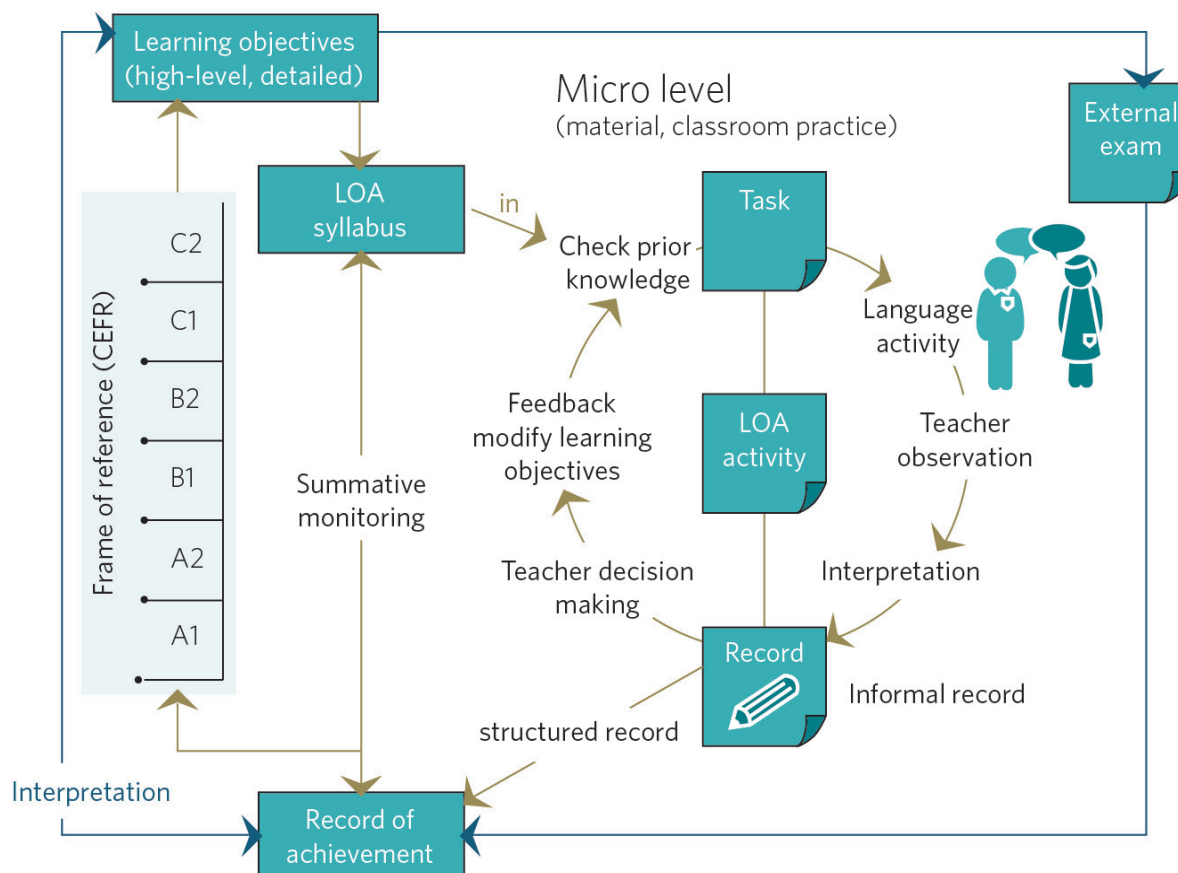 Learning objectives
(high-level, detailed)
Micro level
(material, classroom practice)
External
exam
LOA
syllabus
in
Task
Check prior
knowledge
Language
activity
Frame of reference (CEFR)
C2
C1
B2
B1
A2
A1
Feedback
modify learning
objectives
LOA
activity
Teacher
observation
Summative
monitoring
Teacher decision
making
Interpretation
Record
Informal record
structured record
Interpretation
Record of
achievement